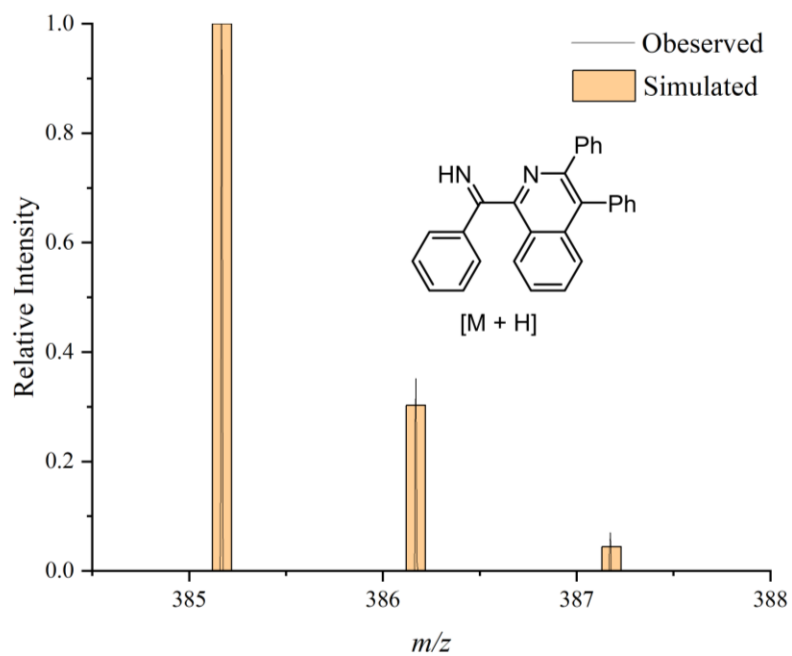 1.0
Obeserved
Simulated
0.8
Ph
HN
N
Ph
0.6
[M + H]
0.4
0.2
0.0
385
386
387
388
Relative Intensity
m/z